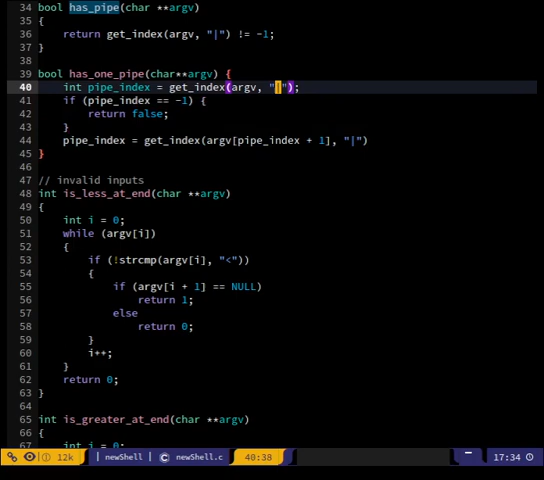 34 bool has_pipe(char **argv)
35 {
36     return get_index(argv, "|") != -1;
37 }
38
39 bool has_one_pipe(char**argv) {
40     int pipe_index = get_index(argv, "|");
41     if (pipe_index == -1) {
42         return false;
43     }
44     pipe_index = get_index(argv[pipe_index + 1], "|")
45 }
46
47 // invalid inputs
48 int is_less_at_end(char **argv)
49 {
50     int i = 0;
51     while (argv[i])
52     {
53         if (!strcmp(argv[i], "<"))
54         {
55             if (argv[i + 1] == NULL)
56                 return 1;
57             else
58                 return 0;
59         }
60         i++;
61     }
62     return 0;
63 }
64
65 int is_greater_at_end(char **argv)
66 {
67     int i = 0;
12k | newShell | newShell.c 40:38 17:34